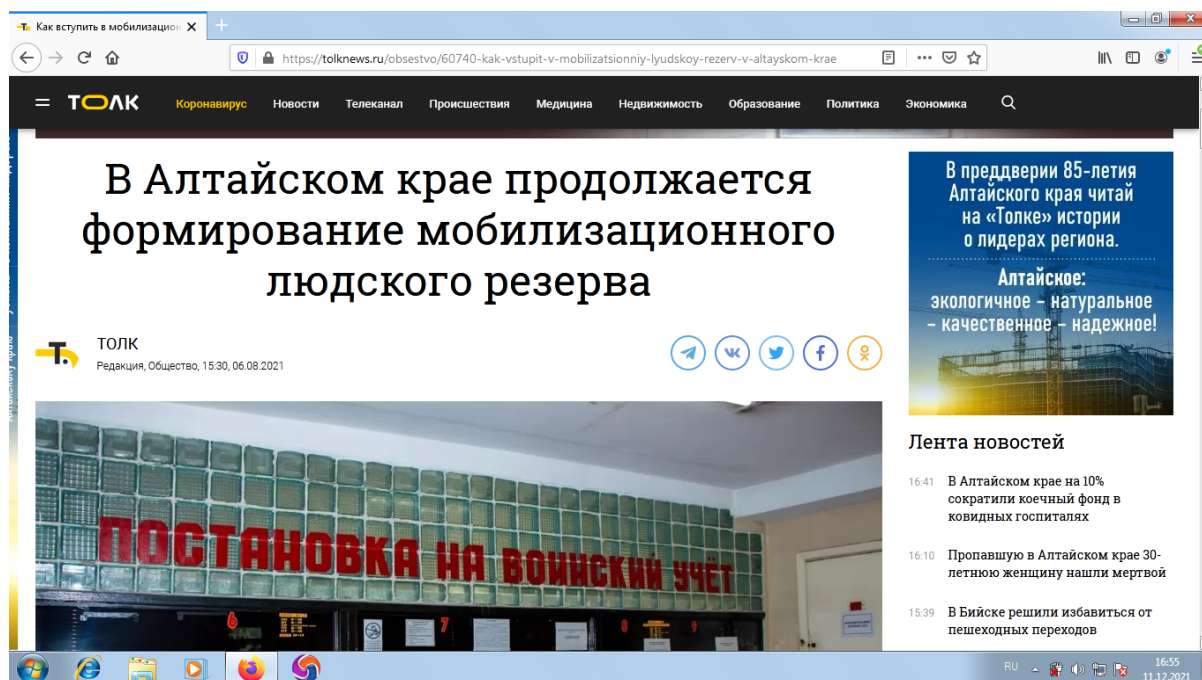 Как вступить в мобилизацион
https://tolknews.ru/obsestvo/60740-kak-vstupit-v-mobilizatsionniy-lyudskoy-rezerv-v-altayskom-krae
ТОЛК
Коронавирус Новости Телеканал Происшествия Медицина Недвижимость Образование Политика Экономика
В Алтайском крае продолжается
формирование мобилизационного
людского резерва
ТОЛК
Редакция, Общество, 15:30, 06.08.2021
ПОСТАНОВКА НА ВОИНСКИЙ УЧЁТ
6
7
8
9
В преддверии 85-летия
Алтайского края читай
на «Толке» истории
о лидерах региона.
Алтайское:
экологичное – натуральное
– качественное – надежное!
Лента новостей
16:41 В Алтайском крае на 10%
сократили коечный фонд в
ковидных госпиталях
16:10 Пропавшую в Алтайском крае 30-
летнюю женщину нашли мертвой
15:39 В Бийске решили избавиться от
пешеходных переходов
RU
16:55
11.12.2021